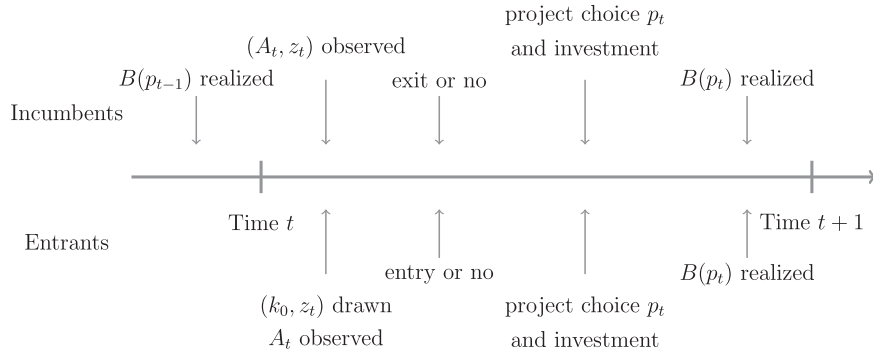 project choice $p_t$
and investment
$(A_t, z_t)$ observed
$B(p_{t-1})$ realized
exit or no
$B(p_t)$ realized
Incumbents
Time $t$
Time $t+1$
Entrants
entry or no
$B(p_t)$ realized
$(k_0, z_t)$ drawn
$A_t$ observed
project choice $p_t$
and investment